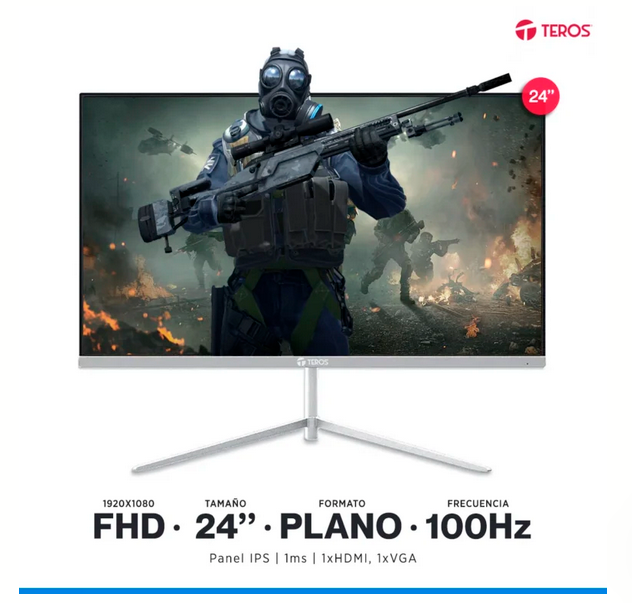 TEROS
24”
TEROS
1920X1080 TAMAÑO FORMATO FRECUENCIA
FHD · 24” · PLANO · 100Hz
Panel IPS | 1ms | 1xHDMI, 1xVGA